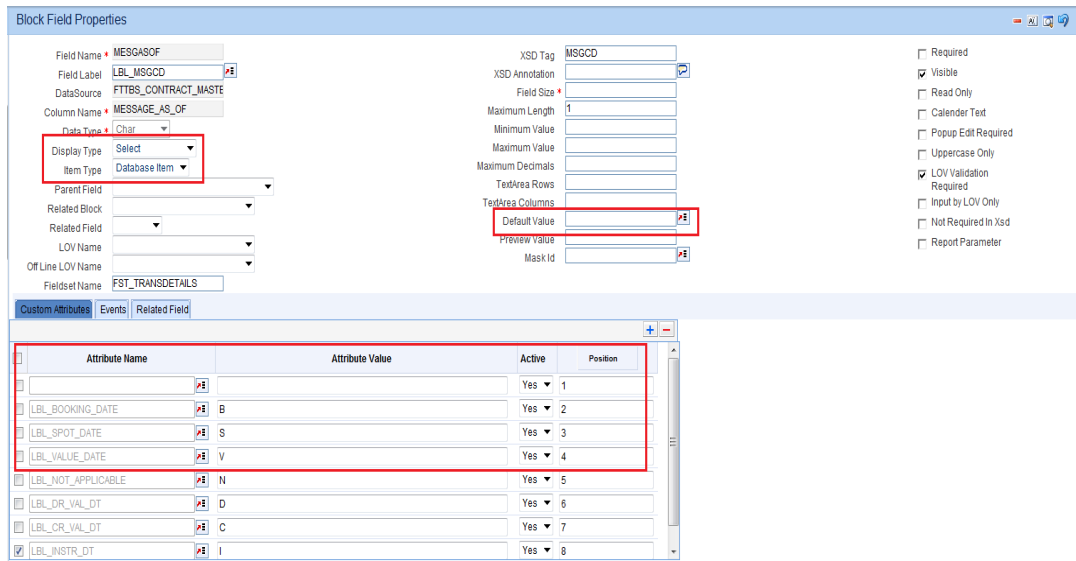 Block Field Properties
Field Name * MESGASOF
Field Label LBL_MSGCD
DataSource FTTBS_CONTRACT_MASTE
Column Name * MESSAGE_AS_OF
Data Type * Char
Display Type Select
Item Type Database Item
Parent Field
Related Block
Related Field
LOV Name
Off Line LOV Name
Fieldset Name FST_TRANSDETAILS
XSD Tag MSGCD
XSD Annotation
Field Size *
Maximum Length 1
Minimum Value
Maximum Value
Maximum Decimals
TextArea Rows
TextArea Columns
Default Value
Preview Value
Mask Id
Required
Visible
Read Only
Calender Text
Popup Edit Required
Uppercase Only
LOV Validation
Required
Input by LOV Only
Not Required In Xsd
Report Parameter
Custom Attributes Events Related Field
Attribute Name Attribute Value Active Position
Yes 1
LBL_BOOKING_DATE B Yes 2
LBL_SPOT_DATE S Yes 3
LBL_VALUE_DATE V Yes 4
LBL_NOT_APPLICABLE N Yes 5
LBL_DR_VAL_DT D Yes 6
LBL_CR_VAL_DT C Yes 7
LBL_INSTR_DT I Yes 8